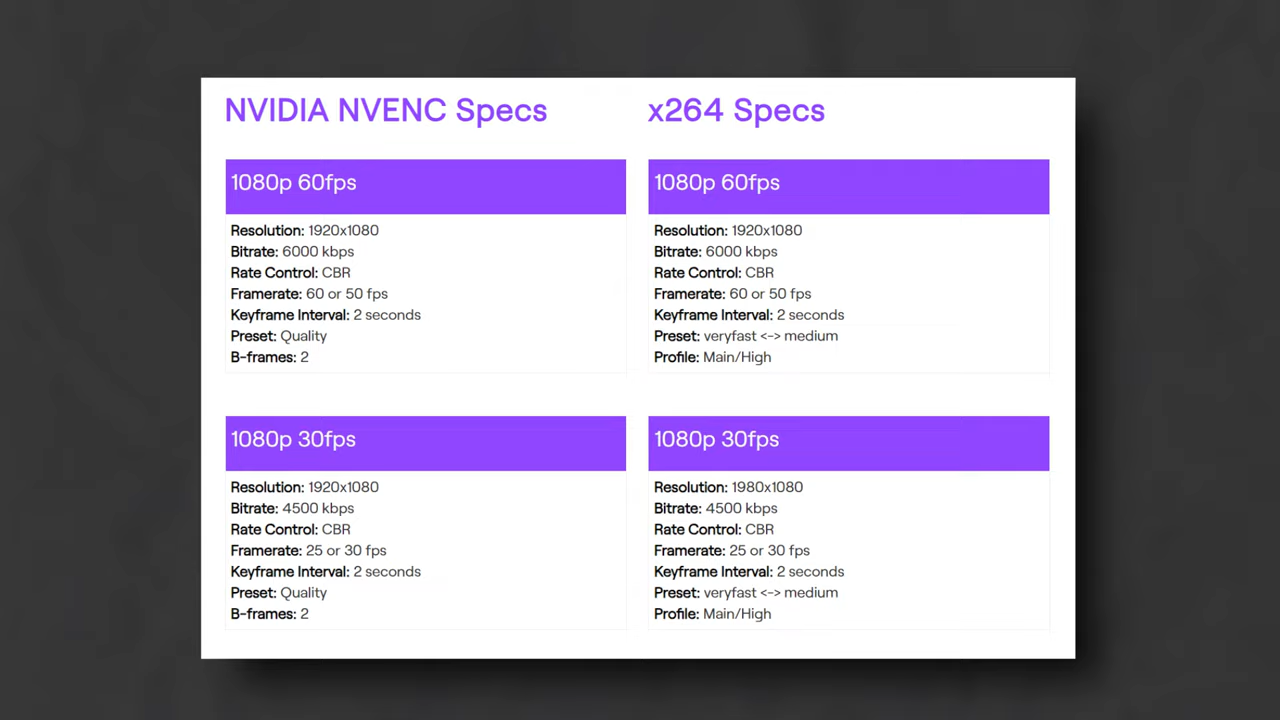 NVIDIA NVENC Specs
1080p 60fps
Resolution: 1920x1080
Bitrate: 6000 kbps
Rate Control: CBR
Framerate: 60 or 50 fps
Keyframe Interval: 2 seconds
Preset: Quality
B-frames: 2
1080p 30fps
Resolution: 1920x1080
Bitrate: 4500 kbps
Rate Control: CBR
Framerate: 25 or 30 fps
Keyframe Interval: 2 seconds
Preset: Quality
B-frames: 2
x264 Specs
1080p 60fps
Resolution: 1920x1080
Bitrate: 6000 kbps
Rate Control: CBR
Framerate: 60 or 50 fps
Keyframe Interval: 2 seconds
Preset: veryfast <-> medium
Profile: Main/High
1080p 30fps
Resolution: 1980x1080
Bitrate: 4500 kbps
Rate Control: CBR
Framerate: 25 or 30 fps
Keyframe Interval: 2 seconds
Preset: veryfast <-> medium
Profile: Main/High